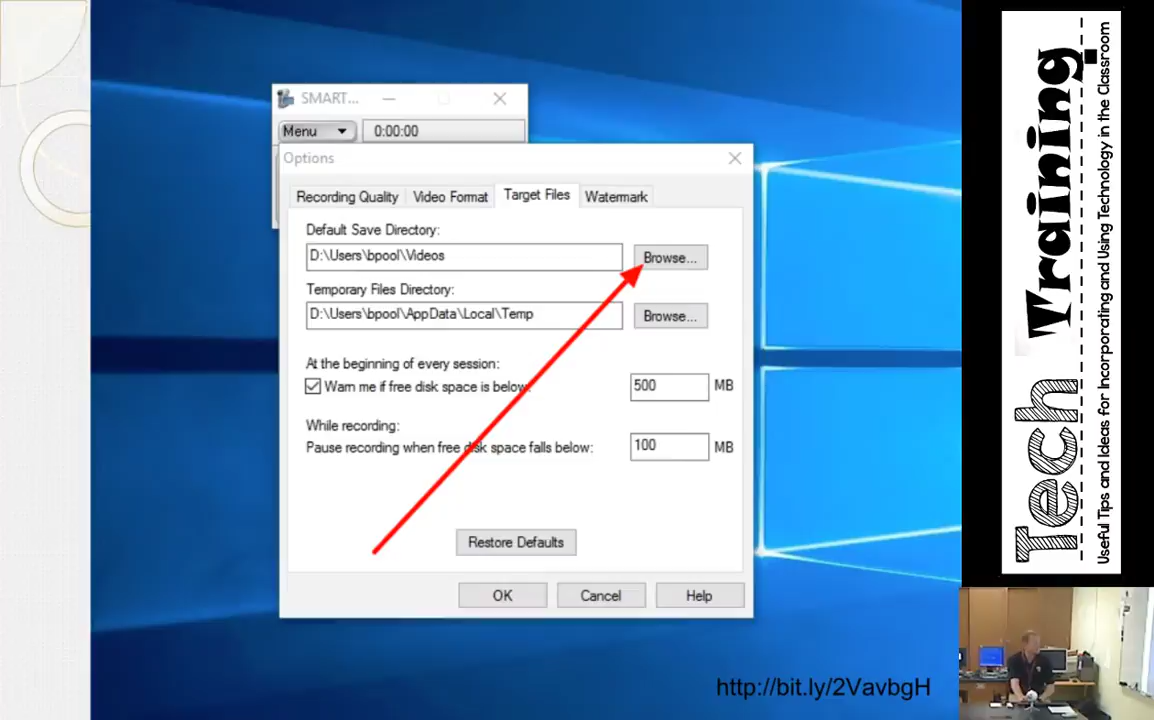 SMART...
Menu
0:00:00
Options
Recording Quality
Video Format
Target Files
Watermark
Default Save Directory:
D:\Users\bpool\Videos
Browse...
Temporary Files Directory:
D:\Users\bpool\AppData\Local\Temp
Browse...
At the beginning of every session:
Warn me if free disk space is below:
500
MB
While recording:
Pause recording when free disk space falls below:
100
MB
Restore Defaults
OK
Cancel
Help
http://bit.ly/2VavbgH
Tech Training
Useful Tips and Ideas for Incorporating and Using Technology in the Classroom